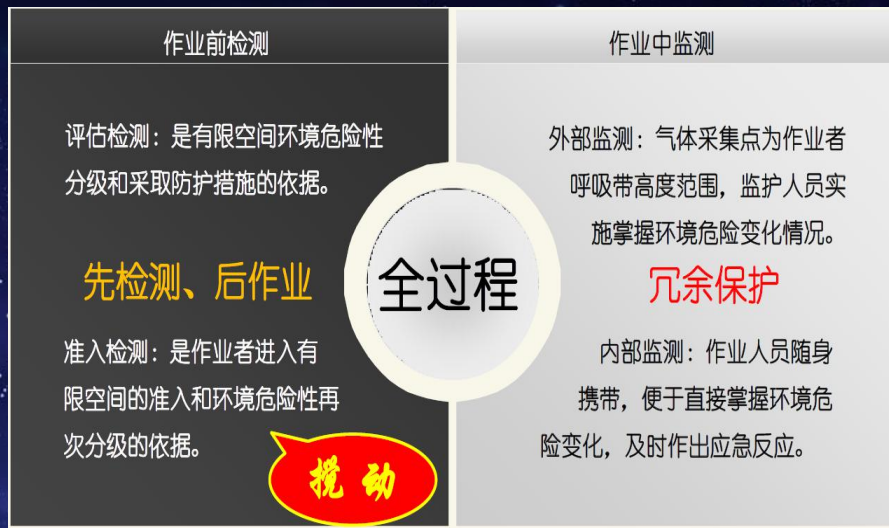 作业前检测
评估检测：是有限空间环境危险性
分级和采取防护措施的依据。
先检测、后作业
准入检测：是作业者进入有
限空间的准入和环境危险性再
次分级的依据。
搅动
全过程
作业中监测
外部监测：气体采集点为作业者
呼吸带高度范围，监护人员实
施掌握环境危险变化情况。
冗余保护
内部监测：作业人员随身
携带，便于直接掌握环境危
险变化，及时作出应急反应。